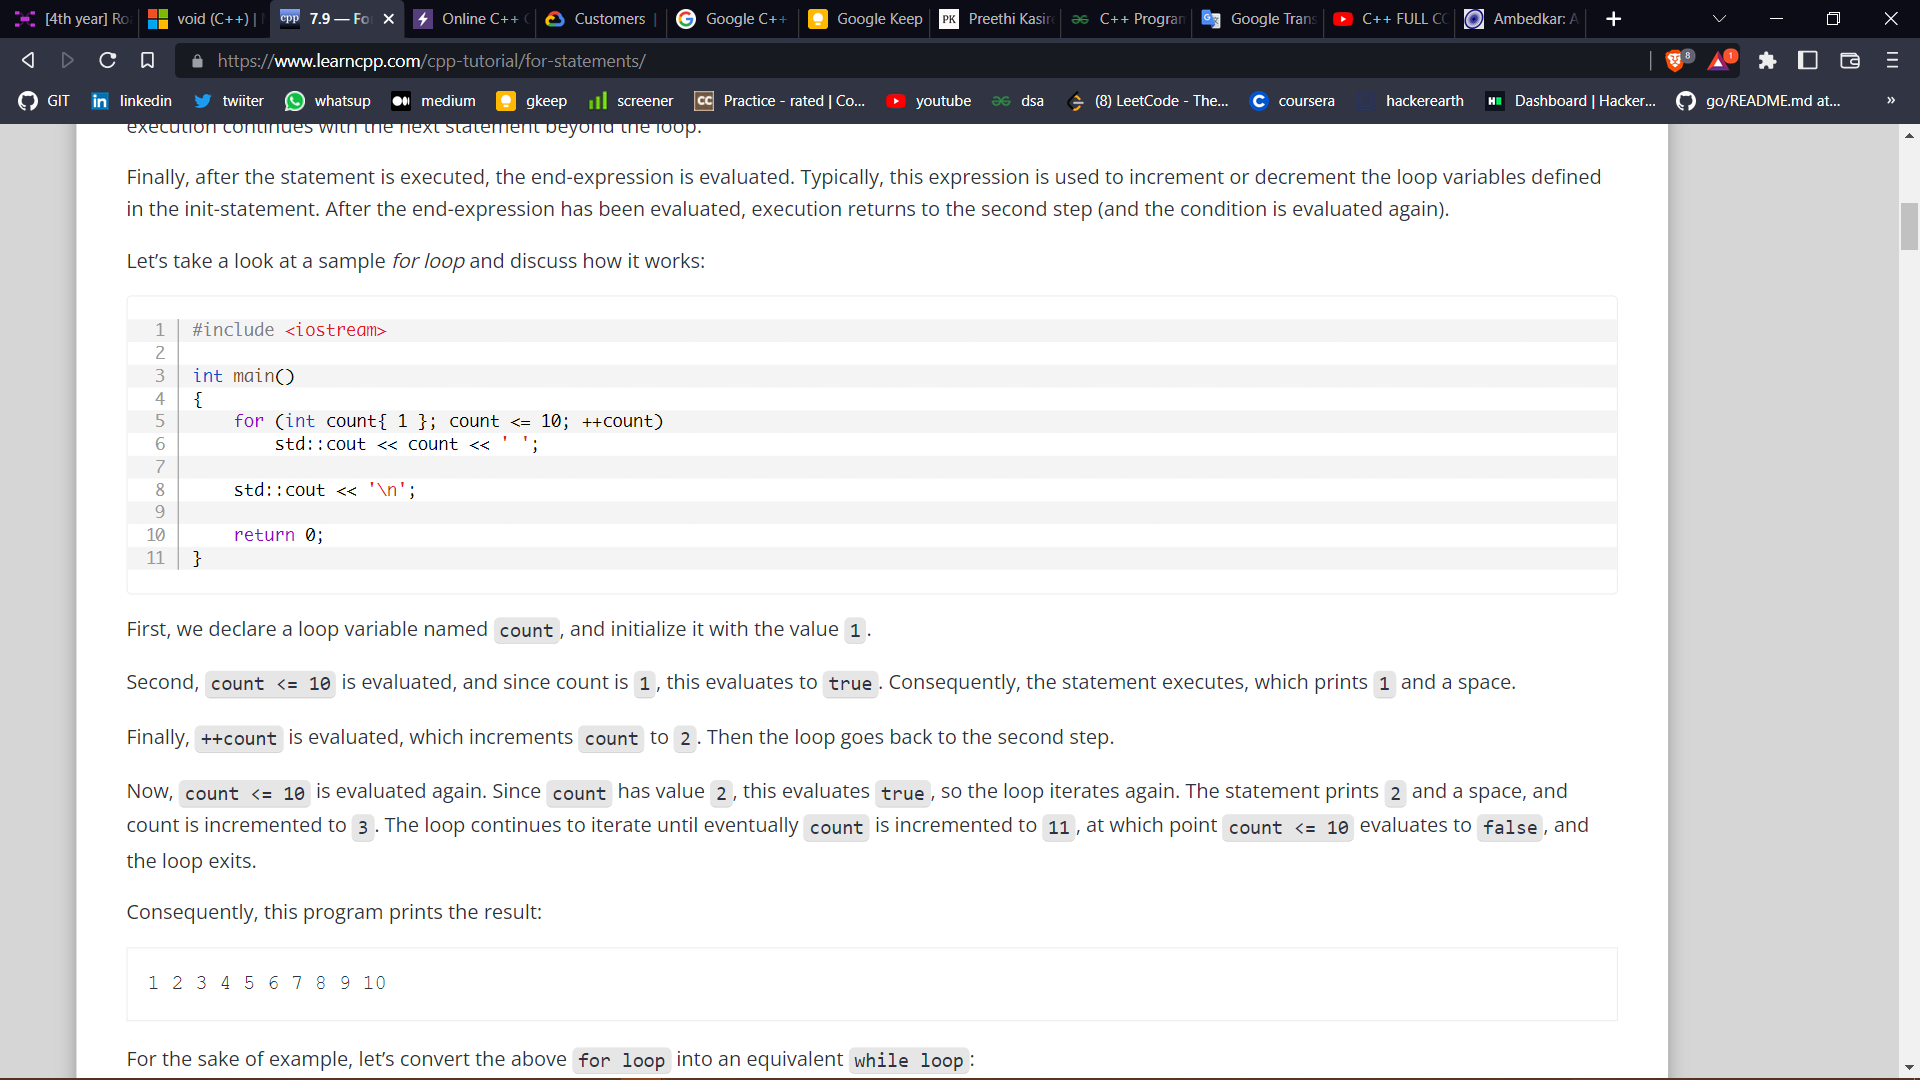 [4th year] Ro
void (C++) |
cpp 7.9 — Fo
Online C++
Customers
Google C++
Google Keep
PK Preethi Kasir
C++ Progran
Google Trans
C++ FULL CO
Ambedkar: A
https://www.learncpp.com/cpp-tutorial/for-statements/
8
1
GIT
linkedin
twiiter
whatsup
medium
gkeep
screener
CC Practice - rated | Co...
youtube
dsa
(8) LeetCode - The...
coursera
hackerearth
Dashboard | Hacker...
go/README.md at...
»
execution continues with the next statement beyond the loop.
Finally, after the statement is executed, the end-expression is evaluated. Typically, this expression is used to increment or decrement the loop variables defined
in the init-statement. After the end-expression has been evaluated, execution returns to the second step (and the condition is evaluated again).
Let’s take a look at a sample for loop and discuss how it works:
1 #include <iostream>
2
3 int main()
4 {
5 for (int count{ 1 }; count <= 10; ++count)
6 std::cout << count << ' ';
7
8 std::cout << '\n';
9
10 return 0;
11 }
First, we declare a loop variable named count, and initialize it with the value 1.
Second, count <= 10 is evaluated, and since count is 1, this evaluates to true. Consequently, the statement executes, which prints 1 and a space.
Finally, ++count is evaluated, which increments count to 2. Then the loop goes back to the second step.
Now, count <= 10 is evaluated again. Since count has value 2, this evaluates true, so the loop iterates again. The statement prints 2 and a space, and
count is incremented to 3. The loop continues to iterate until eventually count is incremented to 11, at which point count <= 10 evaluates to false, and
the loop exits.
Consequently, this program prints the result:
1 2 3 4 5 6 7 8 9 10
For the sake of example, let’s convert the above for loop into an equivalent while loop: